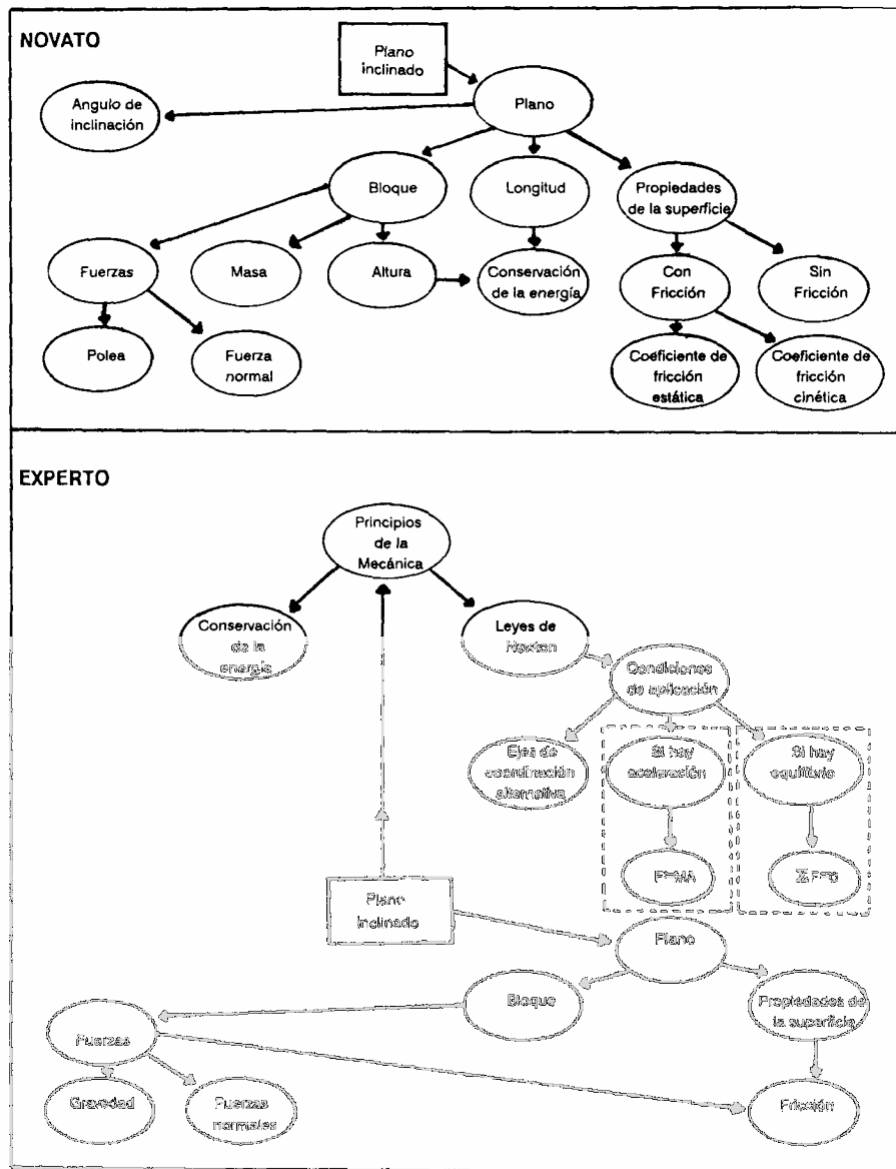 NOVATO
Plano
inclinado
Plano
Angulo de
inclinación
Bloque
Longitud
Propiedades
de la superficie
Fuerzas
Masa
Altura
Conservación
de la energía
Con
Fricción
Sin
Fricción
Polea
Fuerza
normal
Coeficiente de
fricción
estática
Coeficiente de
fricción
cinética
EXPERTO
Principios
de la
Mecánica
Conservación
de la
energía
Leyes de
Newton
Condiciones
de aplicación
Ejes de
coordinación
alternativa
Si hay
aceleración
Si hay
equilibrio
F=MA
ΣF=0
Plano
inclinado
Plano
Bloque
Propiedades de
la superficie
Fuerzas
Gravedad
Fuerzas
normales
Fricción